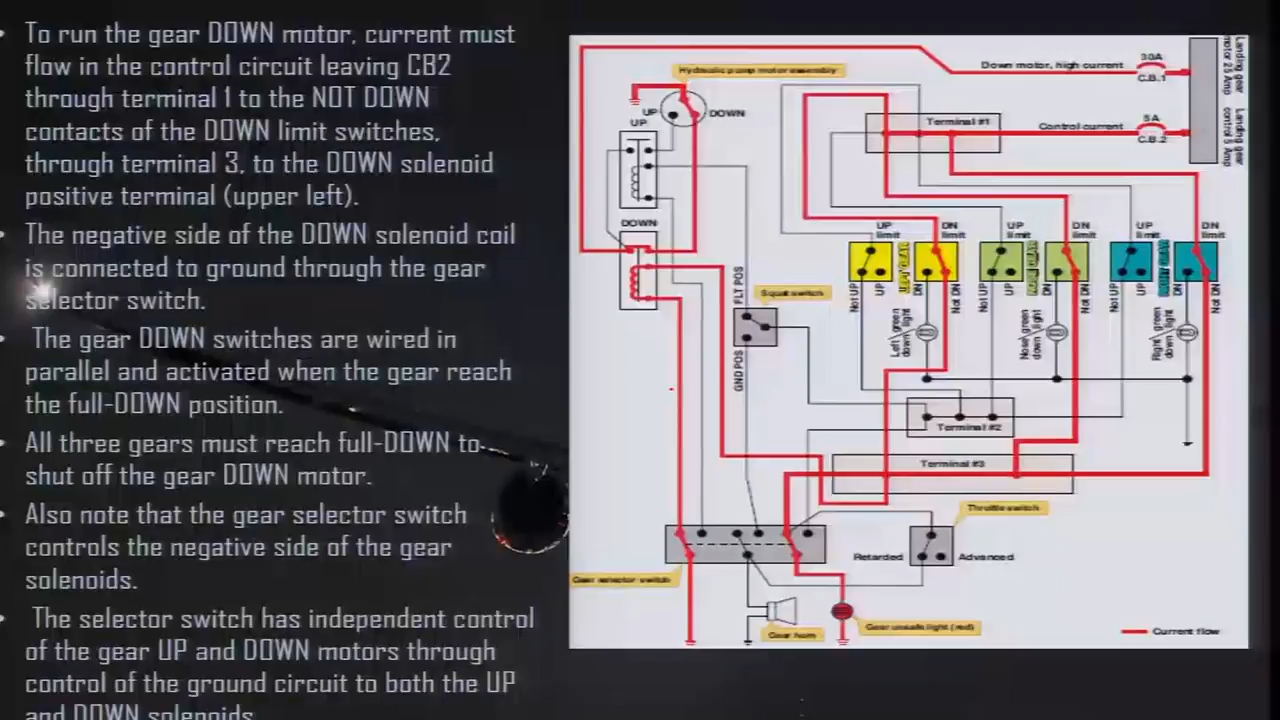 • To run the gear DOWN motor, current must
flow in the control circuit leaving CB2
through terminal 1 to the NOT DOWN
contacts of the DOWN limit switches,
through terminal 3, to the DOWN solenoid
positive terminal (upper left).
• The negative side of the DOWN solenoid coil
is connected to ground through the gear
selector switch.
• The gear DOWN switches are wired in
parallel and activated when the gear reach
the full-DOWN position.
• All three gears must reach full-DOWN to
shut off the gear DOWN motor.
• Also note that the gear selector switch
controls the negative side of the gear
solenoids.
• The selector switch has independent control
of the gear UP and DOWN motors through
control of the ground circuit to both the UP
and DOWN solenoids.
Hydraulic pump motor assembly
Down motor, high current
30A
C.B.1
Landing gear
motor 25 Amp
UP
DOWN
UP
Terminal #1
Control current
5A
C.B.2
Landing gear
control 5 Amp
DOWN
UP
limit
DN
limit
UP
limit
DN
limit
UP
limit
DN
limit
Not UP
UP
DN
Not DN
Not UP
UP
DN
Not DN
Not UP
UP
DN
Not DN
FLT POS
Squat switch
GND POS
Left green
down light
Nose green
down light
Right green
down light
Terminal #2
Terminal #3
Throttle switch
Retarded
Advanced
Gear selector switch
Gear horn
Gear unsafe light (red)
Current flow